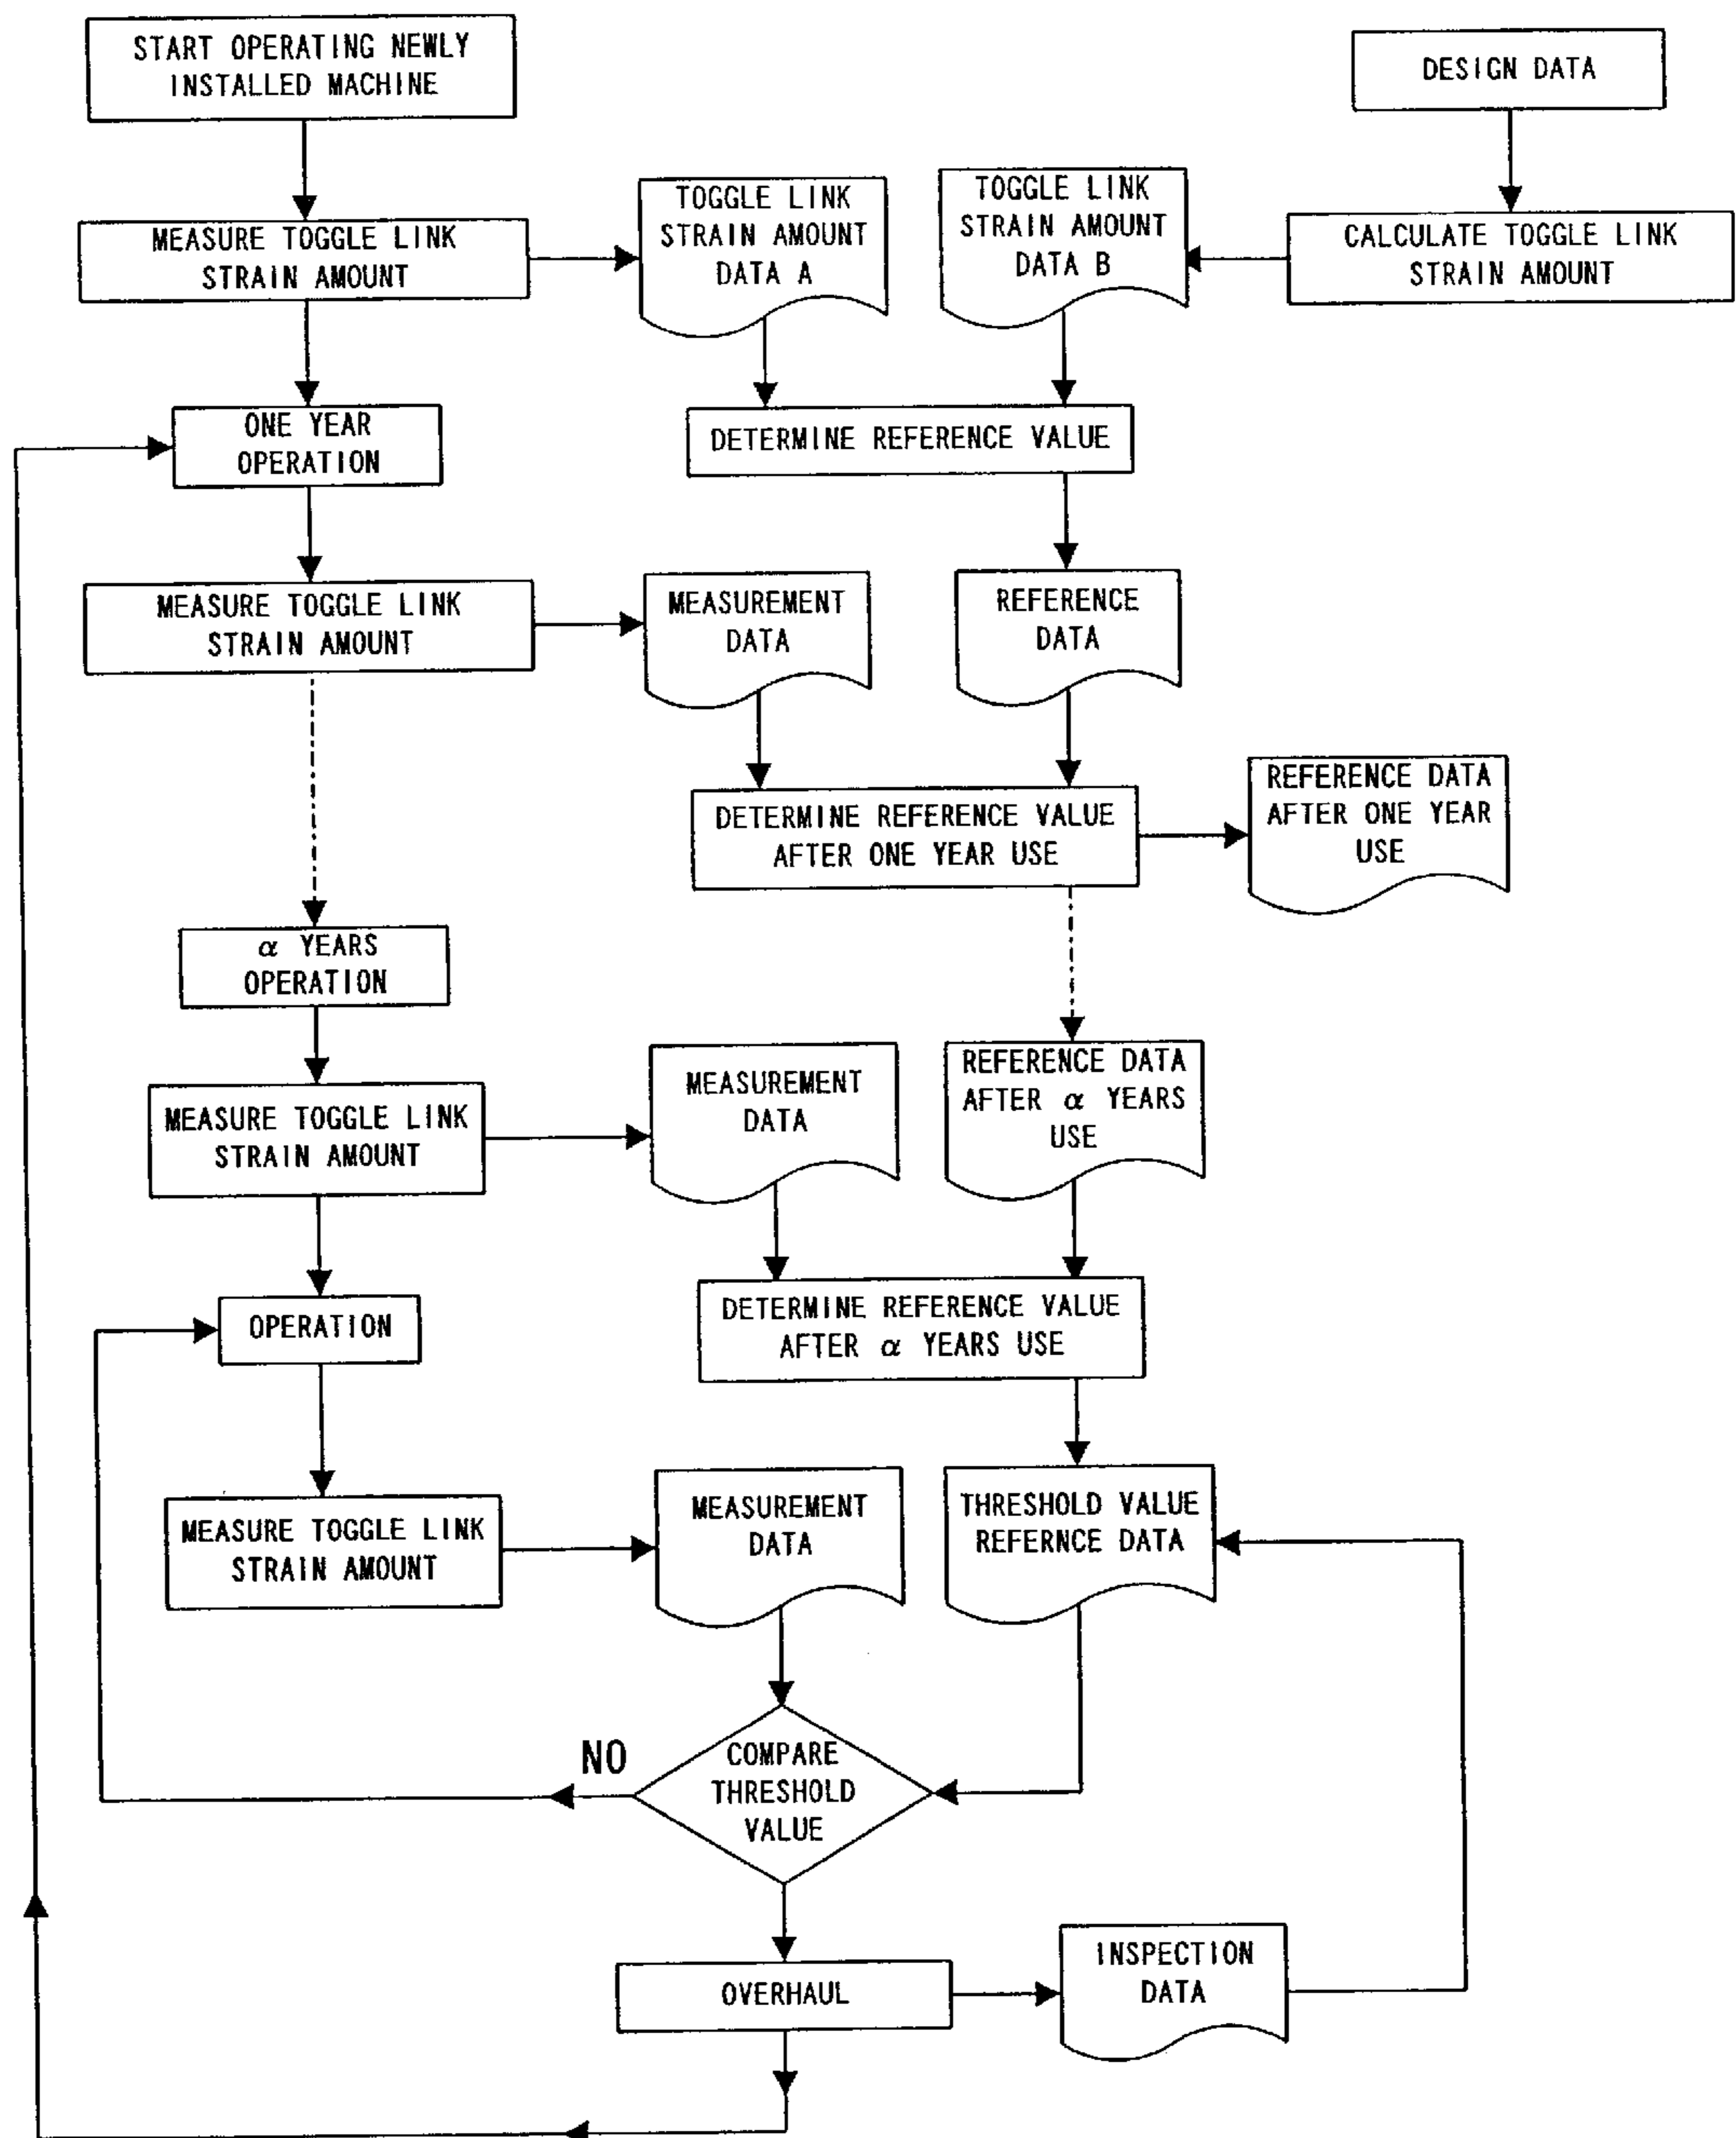 START OPERATING NEWLY
INSTALLED MACHINE
DESIGN DATA
MEASURE TOGGLE LINK
STRAIN AMOUNT
TOGGLE LINK
STRAIN AMOUNT
DATA A
TOGGLE LINK
STRAIN AMOUNT
DATA B
CALCULATE TOGGLE LINK
STRAIN AMOUNT
ONE YEAR
OPERATION
DETERMINE REFERENCE VALUE
MEASURE TOGGLE LINK
STRAIN AMOUNT
MEASUREMENT
DATA
REFERENCE
DATA
DETERMINE REFERENCE VALUE
AFTER ONE YEAR USE
REFERENCE DATA
AFTER ONE YEAR
USE
α YEARS
OPERATION
MEASURE TOGGLE LINK
STRAIN AMOUNT
MEASUREMENT
DATA
REFERENCE DATA
AFTER α YEARS
USE
OPERATION
DETERMINE REFERENCE VALUE
AFTER α YEARS USE
MEASURE TOGGLE LINK
STRAIN AMOUNT
MEASUREMENT
DATA
THRESHOLD VALUE
REFERNCE DATA
NO
COMPARE
THRESHOLD
VALUE
OVERHAUL
INSPECTION
DATA